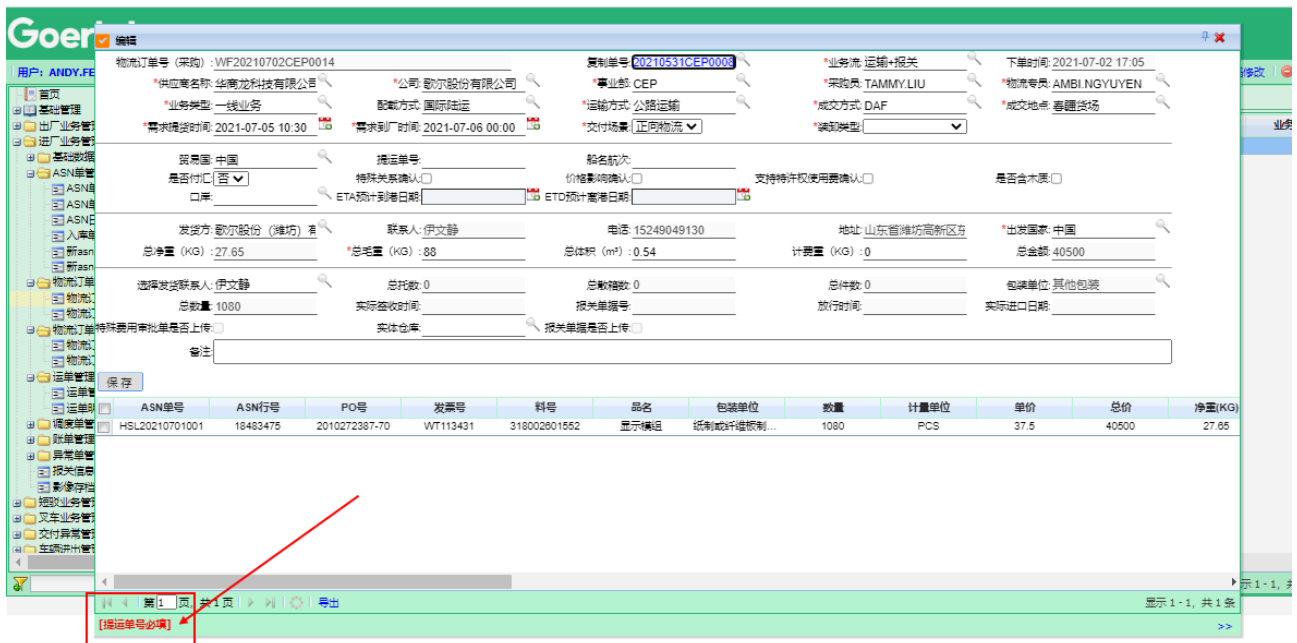 Goer
编辑
用户: ANDY.FE
修改
物流订单号 (采购) : WF20210702CEP0014 复制单号: 20210531CEP0008 *业务流: 运输+报关 下单时间: 2021-07-02 17:05
*供应商名称: 华商龙科技有限公司 *公司: 歌尔股份有限公司 *事业部: CEP *采购员: TAMMY.LIU *物流专员: AMBI.NGYUYEN
*业务类型: 一线业务 配载方式: 国际陆运 *运输方式: 公路运输 *成交方式: DAF *成交地点: 春疆货场
*需求提货时间: 2021-07-05 10:30 *需求到厂时间: 2021-07-06 00:00 *交付场景: 正向物流 *装卸类型:
贸易国: 中国 提运单号: 船名航次:
是否付汇: 否 特殊关系确认: 价格影响确认: 支持特许权使用费确认: 是否含木质:
口岸: ETA预计到港日期: ETD预计离港日期:
发货方: 歌尔股份 (潍坊) 有 联系人: 伊文静 电话: 15249049130 地址: 山东省潍坊高新区东 *出发国家: 中国
总净重 (KG) : 27.65 *总毛重 (KG) : 88 总体积 (m³) : 0.54 计费重 (KG) : 0 总金额: 40500
选择发货联系人: 伊文静 总托数: 0 总散箱数: 0 总件数: 0 包装单位: 其他包装
总数量: 1080 实际签收时间: 报关单据号: 放行时间: 实际进口日期:
特殊费用审批单是否上传: 实体仓库: 报关单据是否上传:
备注:
保存
ASN单号 ASN行号 PO号 发票号 料号 品名 包装单位 数量 计量单位 单价 总价 净重(KG)
HSL20210701001 18483475 2010272387-70 WT113431 318002601552 显示模组 纸制或纤维板制... 1080 PCS 37.5 40500 27.65
第 1 页, 共 1 页 导出 显示 1 - 1, 共 1 条
[提运单号必填] >>
首页
基础管理
出厂业务管
进厂业务管
基础数据
ASN单管
ASN单
ASN单
ASN日
入库单
新asn
新asn
物流订单
物流订
物流订
物流订单
物流订
物流订
运单管理
运单管
运单明
调度单管
账单管理
异常单管
报关信息
影像存档
短驳业务管
叉车业务管
交付异常管
车辆进出管
业务
示 1 - 1, 共